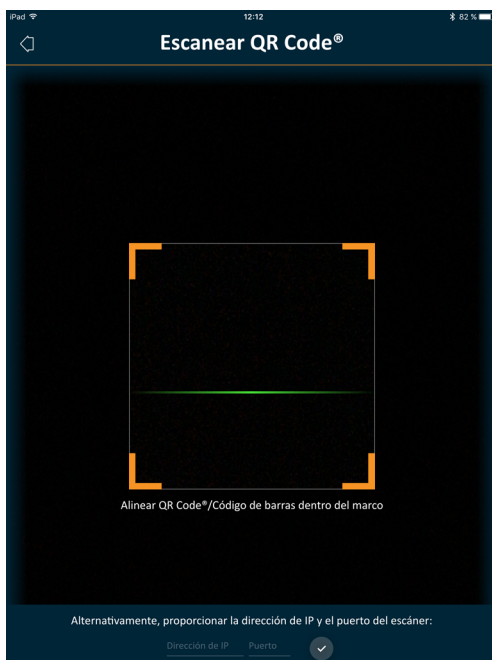 iPad 12:12 82 %
Escanear QR Code®
Alinear QR Code®/Código de barras dentro del marco
Alternativamente, proporcionar la dirección de IP y el puerto del escáner:
Dirección de IP Puerto